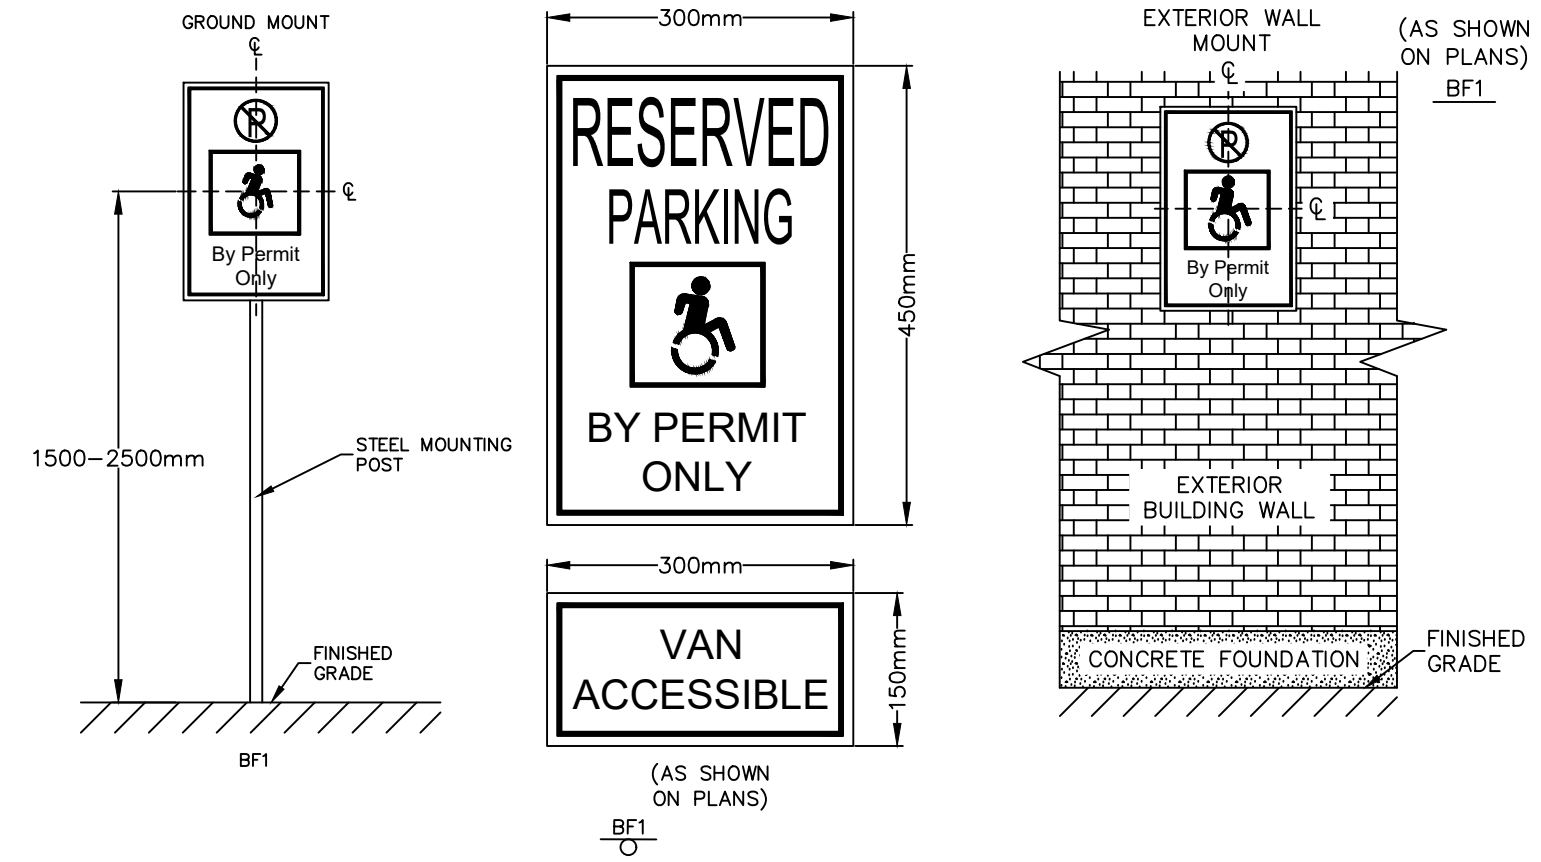 GROUND MOUNT
℄
P
℄
By Permit
Only
1500-2500mm
STEEL MOUNTING
POST
FINISHED
GRADE
BF1
300mm
RESERVED
PARKING
BY PERMIT
ONLY
450mm
300mm
VAN
ACCESSIBLE
150mm
(AS SHOWN
ON PLANS)
BF1
EXTERIOR WALL
MOUNT
℄
(AS SHOWN
ON PLANS)
BF1
P
℄
By Permit
Only
EXTERIOR
BUILDING WALL
CONCRETE FOUNDATION
FINISHED
GRADE